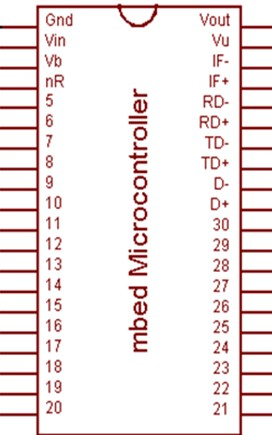 Gnd Vout
Vin Vu
Vb IF-
nR IF+
5 RD-
6 RD+
7 TD-
8 TD+
9 D-
10 D+
11 30
12 29
13 28
14 27
15 26
16 25
17 24
18 23
19 22
20 21
mbed Microcontroller